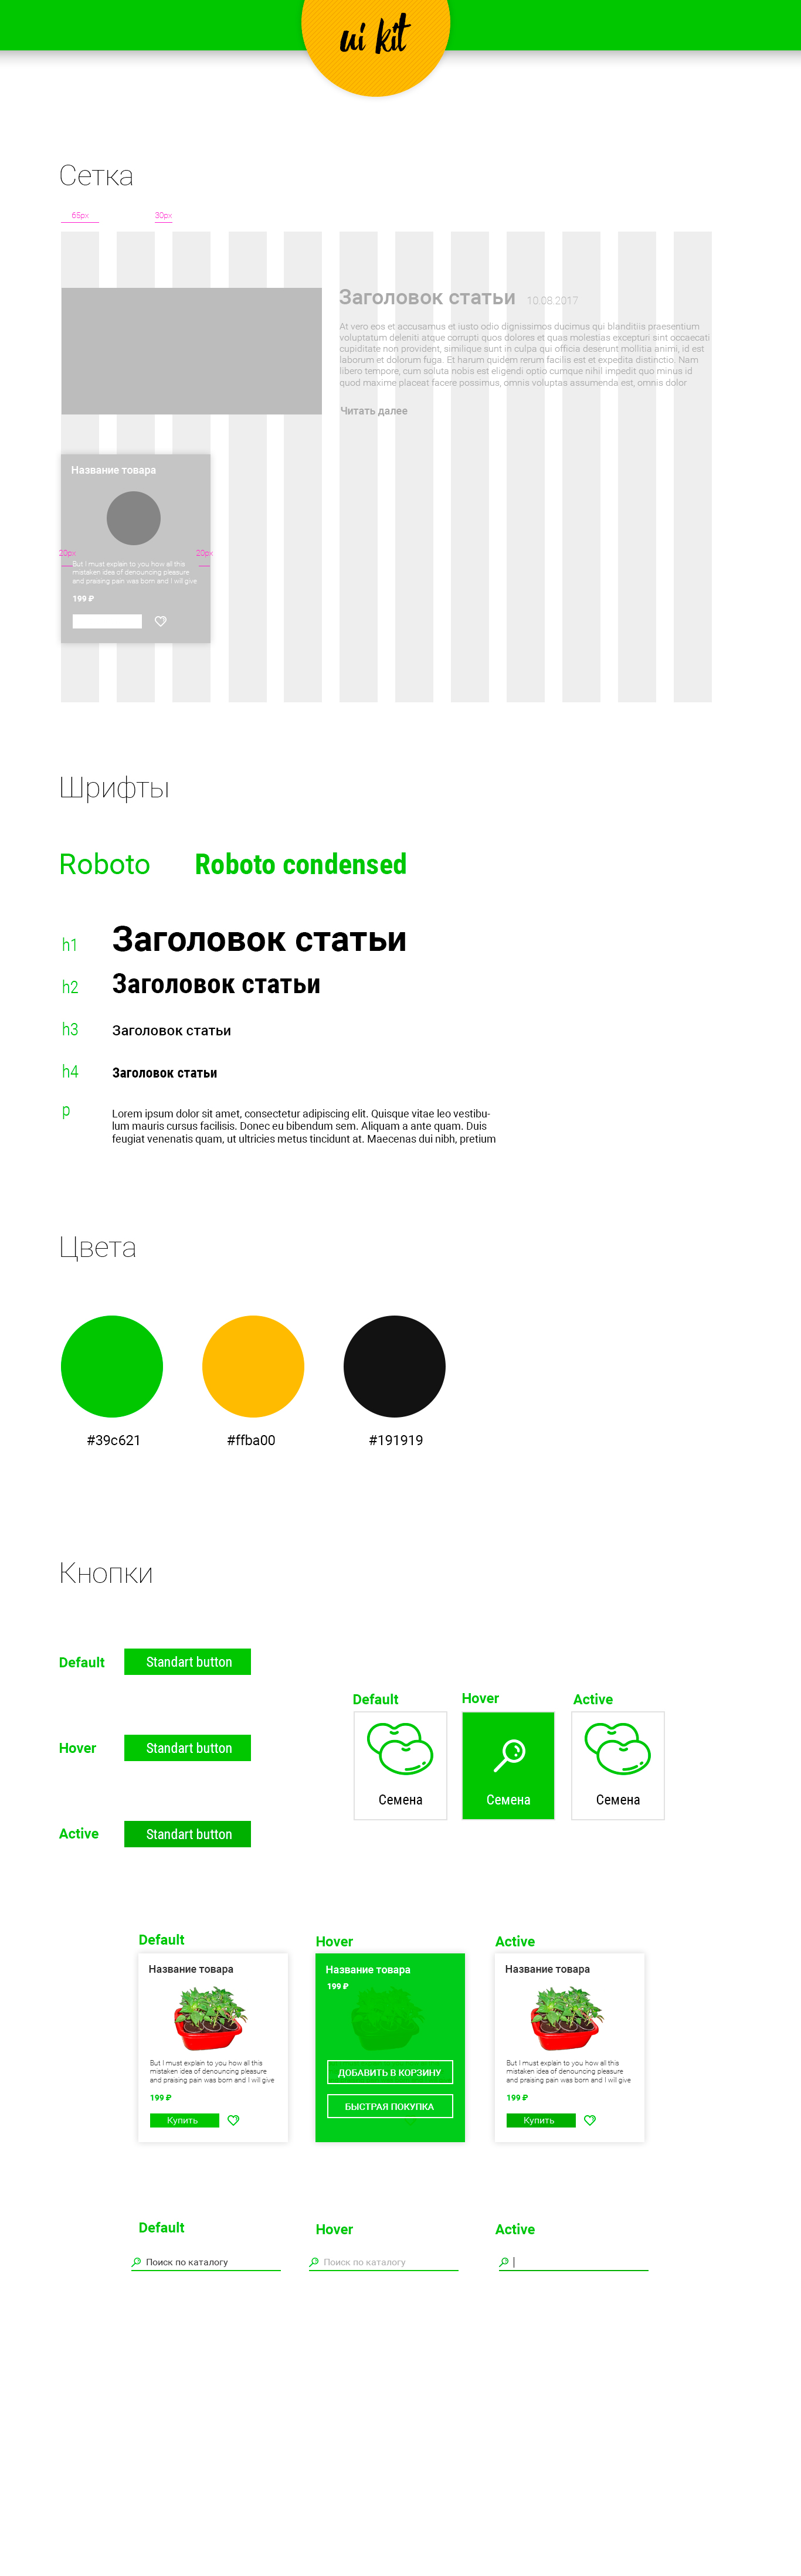 ui kit
Сетка
65px 30px
Заголовок статьи 10.08.2017
At vero eos et accusamus et iusto odio dignissimos ducimus qui blanditiis praesentium
voluptatum deleniti atque corrupti quos dolores et quas molestias excepturi sint occaecati
cupiditate non provident, similique sunt in culpa qui officia deserunt mollitia animi, id est
laborum et dolorum fuga. Et harum quidem rerum facilis est et expedita distinctio. Nam
libero tempore, cum soluta nobis est eligendi optio cumque nihil impedit quo minus id
quod maxime placeat facere possimus, omnis voluptas assumenda est, omnis dolor
Читать далее
Название товара
20px 20px
But I must explain to you how all this
mistaken idea of denouncing pleasure
and praising pain was born and I will give
199 ₽
Шрифты
Roboto Roboto condensed
h1 Заголовок статьи
h2 Заголовок статьи
h3 Заголовок статьи
h4 Заголовок статьи
p Lorem ipsum dolor sit amet, consectetur adipiscing elit. Quisque vitae leo vestibu-
lum mauris cursus facilisis. Donec eu bibendum sem. Aliquam a ante quam. Duis
feugiat venenatis quam, ut ultricies metus tincidunt at. Maecenas dui nibh, pretium
Цвета
#39c621 #ffba00 #191919
Кнопки
Default Standart button
Hover Standart button
Active Standart button
Default Hover Active
Семена Семена Семена
Default
Название товара
But I must explain to you how all this
mistaken idea of denouncing pleasure
and praising pain was born and I will give
199 ₽
Купить
Hover
Название товара
199 ₽
ДОБАВИТЬ В КОРЗИНУ
БЫСТРАЯ ПОКУПКА
Active
Название товара
But I must explain to you how all this
mistaken idea of denouncing pleasure
and praising pain was born and I will give
199 ₽
Купить
Default Hover Active
Поиск по каталогу Поиск по каталогу